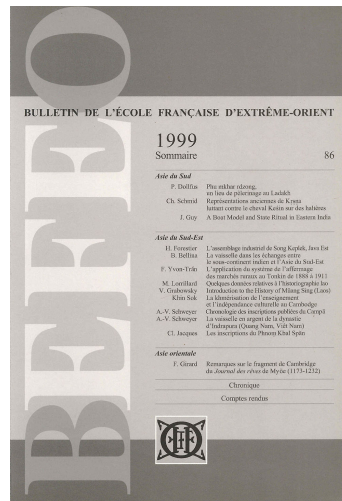 BEFEO
BULLETIN DE L'ÉCOLE FRANÇAISE D'EXTRÊME-ORIENT
1999
Sommaire 86
Asie du Sud
P. Dollfus Phu mkhar rdzong,
un lieu de pèlerinage au Ladakh
Ch. Schmid Représentations anciennes de Kṛṣṇa
luttant contre le cheval Keśin sur des haltères
J. Guy A Boat Model and State Ritual in Eastern India
Asie du Sud-Est
H. Forestier L'assemblage industriel de Song Keplek, Java Est
B. Bellina La vaisselle dans les échanges entre
le sous-continent indien et l'Asie du Sud-Est
F. Yvon-Trân L'application du système de l'affermage
des marchés ruraux au Tonkin de 1888 à 1911
M. Lorrillard Quelques données relatives à l'historiographie lao
V. Grabowsky Introduction to the History of Müang Sing (Laos)
Khin Sok La khmérisation de l'enseignement
et l'indépendance culturelle au Cambodge
A.-V. Schweyer Chronologie des inscriptions publiées du Campā
A.-V. Schweyer La vaisselle en argent de la dynastie
d'Indrapura (Quang Nam, Viêt Nam)
Cl. Jacques Les inscriptions du Phnom Kbal Spãn
Asie orientale
F. Girard Remarques sur le fragment de Cambridge
du Journal des rêves de Myōe (1173-1232)
Chronique
Comptes rendus